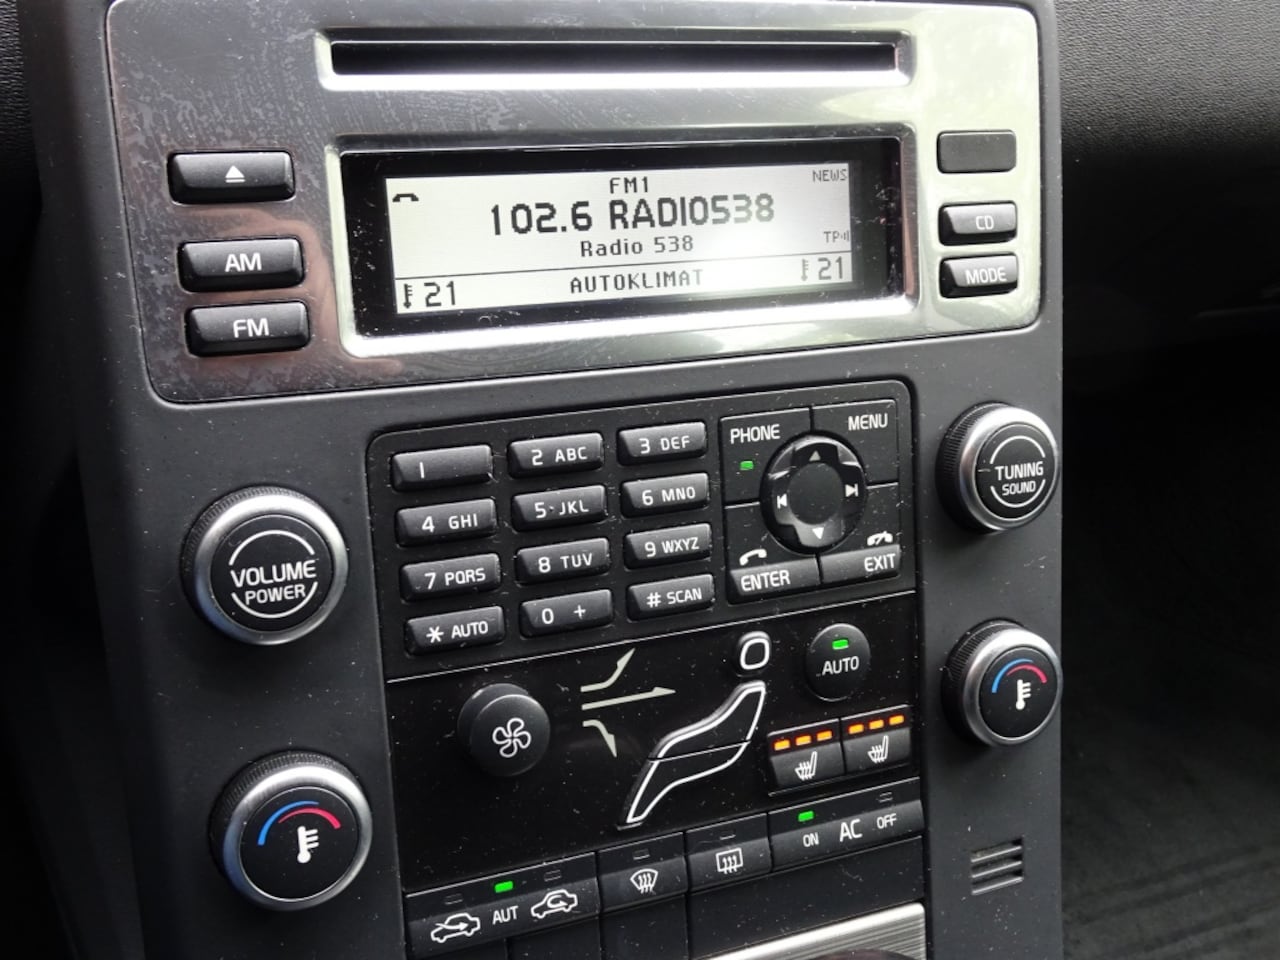 FM1
NEWS
102.6 RADIO538
Radio 538
TP
21
AUTOKLIMAT
21
AM
FM
CD
MODE
1
2 ABC
3 DEF
4 GHI
5·JKL
6 MNO
7 PQRS
8 TUV
9 WXYZ
* AUTO
0 +
# SCAN
PHONE
MENU
ENTER
EXIT
VOLUME
POWER
TUNING
SOUND
AUTO
AUT
ON
AC
OFF